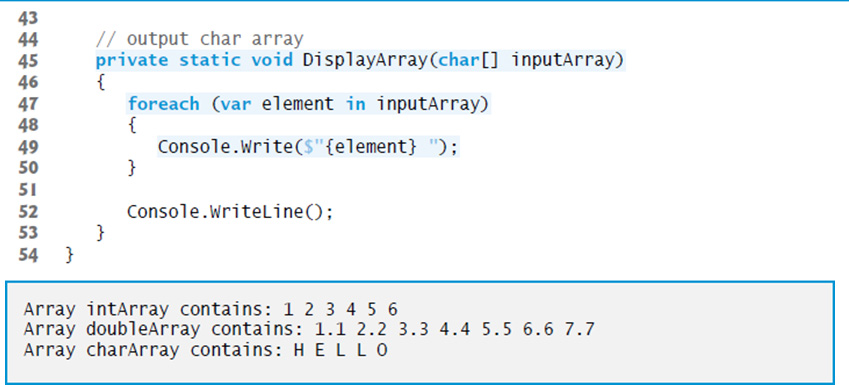 43
44 // output char array
45 private static void DisplayArray(char[] inputArray)
46 {
47 foreach (var element in inputArray)
48 {
49 Console.Write($"{element} ");
50 }
51
52 Console.WriteLine();
53 }
54 }
Array intArray contains: 1 2 3 4 5 6
Array doubleArray contains: 1.1 2.2 3.3 4.4 5.5 6.6 7.7
Array charArray contains: H E L L O